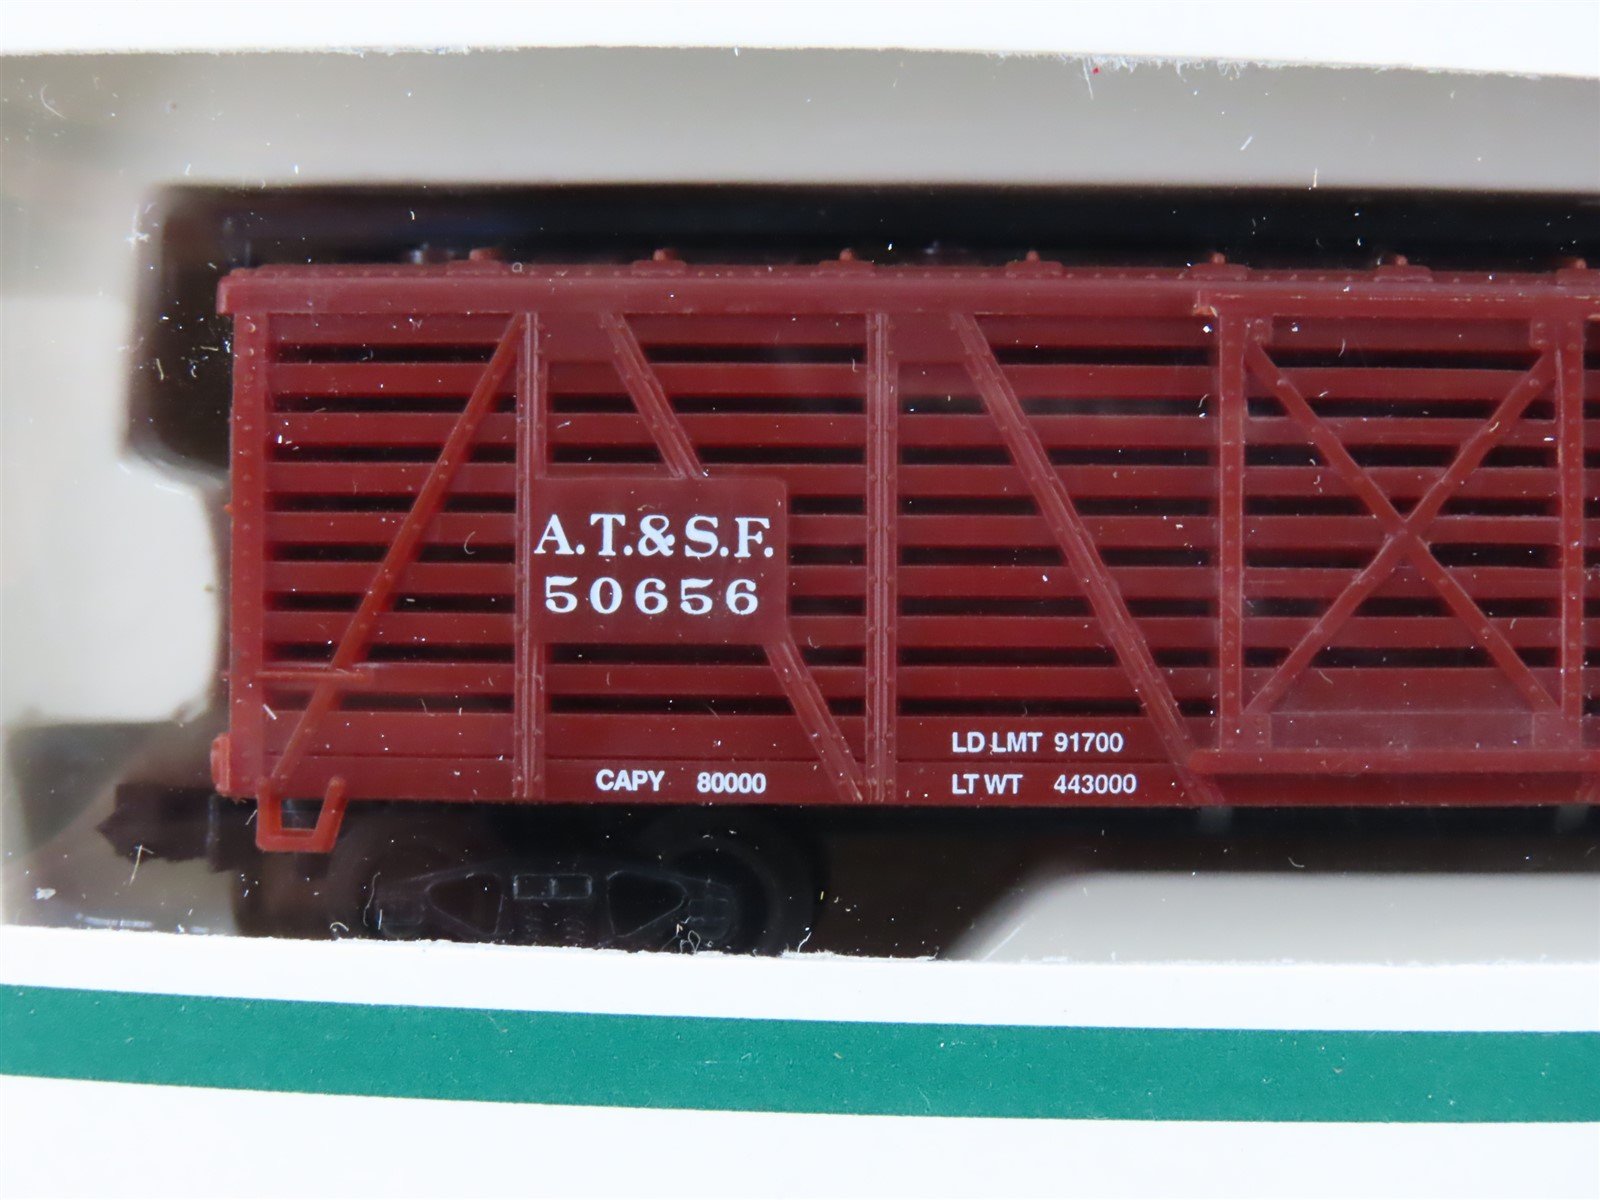 A.T.&S.F.
50656
CAPY 80000
LD LMT 91700
LT WT 443000